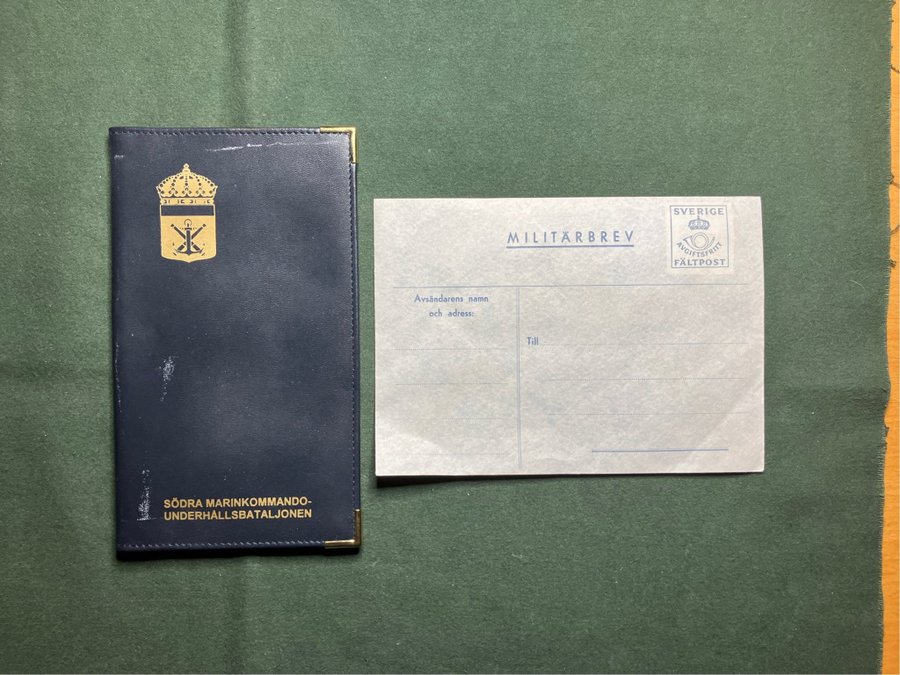 SÖDRA MARINKOMMANDO-
UNDERHÅLLSBATALJONEN
MILITÄRBREV
SVERIGE
AVGIFTSFRITT
FÄLTPOST
Avsändarens namn
och adress:
Till